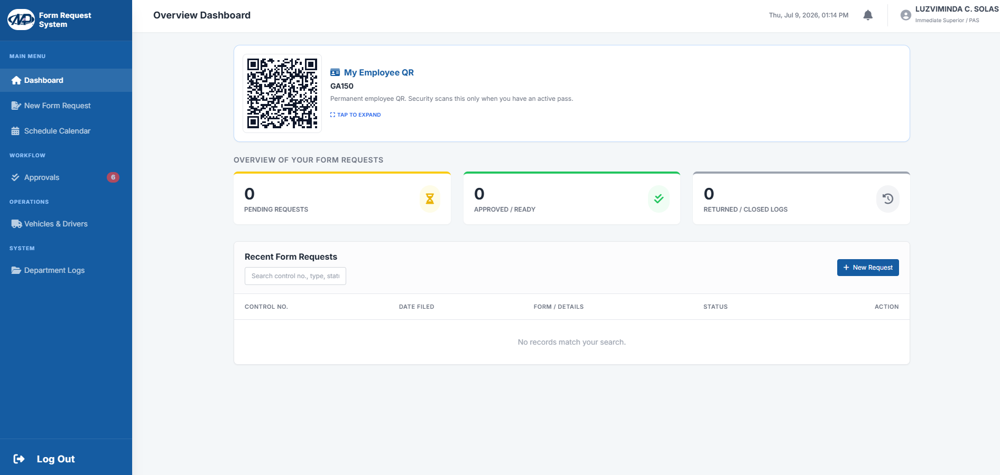 Form Request
System
MAIN MENU
Dashboard
New Form Request
Schedule Calendar
WORKFLOW
Approvals 6
OPERATIONS
Vehicles & Drivers
SYSTEM
Department Logs
Log Out
Overview Dashboard
Thu, Jul 9, 2026, 01:14 PM
LUZVIMINDA C. SOLAS
Immediate Superior / PAS
My Employee QR
GA150
Permanent employee QR. Security scans this only when you have an active pass.
TAP TO EXPAND
OVERVIEW OF YOUR FORM REQUESTS
0
PENDING REQUESTS
0
APPROVED / READY
0
RETURNED / CLOSED LOGS
Recent Form Requests
Search control no., type, statu
+ New Request
CONTROL NO. DATE FILED FORM / DETAILS STATUS ACTION
No records match your search.